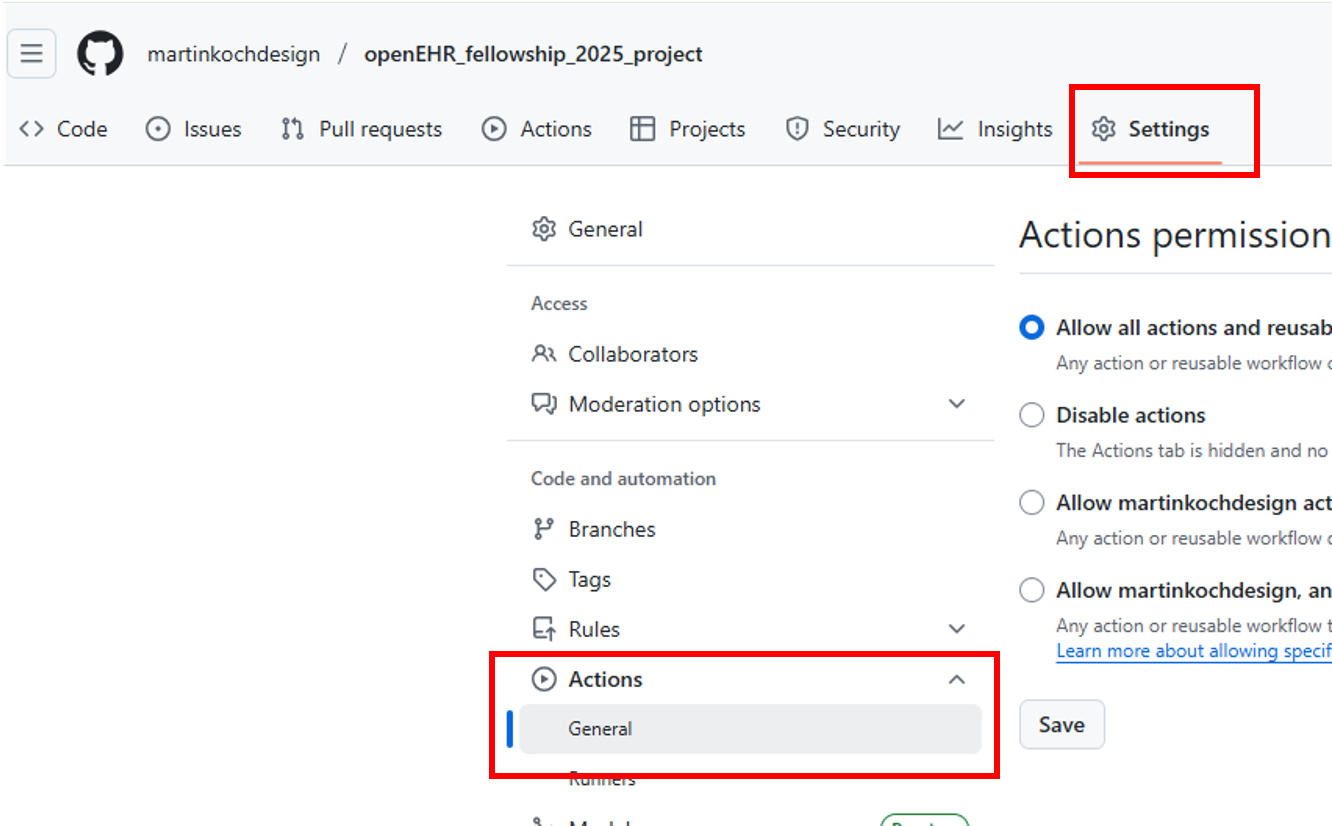 martinkochdesign / openEHR_fellowship_2025_project
Code Issues Pull requests Actions Projects Security Insights Settings
General
Access
Collaborators
Moderation options
Code and automation
Branches
Tags
Rules
Actions
General
Runners
Actions permission
Allow all actions and reusab
Any action or reusable workflow
Disable actions
The Actions tab is hidden and no
Allow martinkochdesign act
Any action or reusable workflow
Allow martinkochdesign, an
Any action or reusable workflow t
Learn more about allowing specif
Save